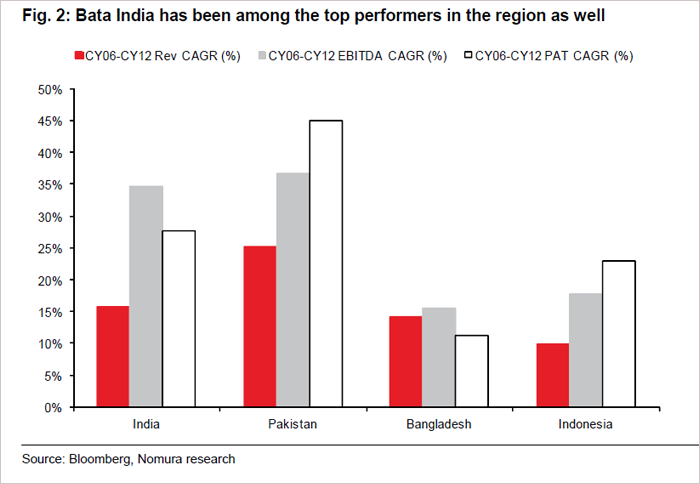 Fig. 2: Bata India has been among the top performers in the region as well
CY06-CY12 Rev CAGR (%) CY06-CY12 EBITDA CAGR (%) CY06-CY12 PAT CAGR (%)
50%
45%
40%
35%
30%
25%
20%
15%
10%
5%
0%
India Pakistan Bangladesh Indonesia
Source: Bloomberg, Nomura research